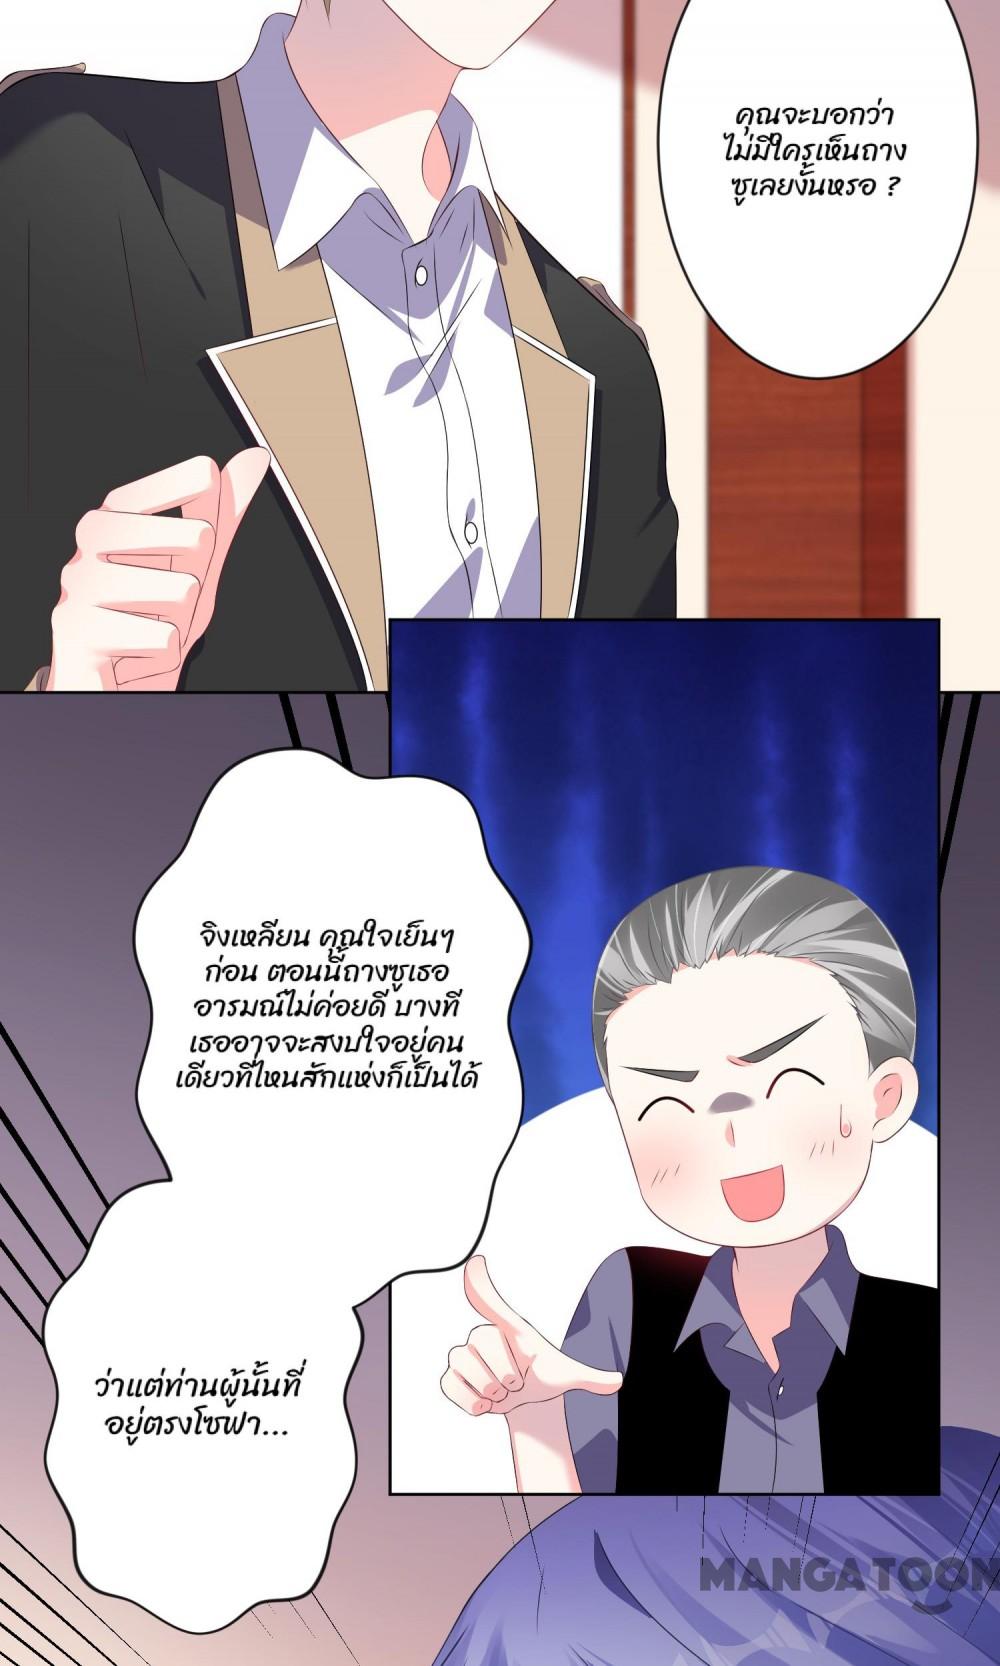 คุณจะบอกว่า
ไม่มีใครเห็นถาง
ซูเลยงั้นหรอ ?
จิงเหลียน คุณใจเย็นๆ
ก่อน ตอนนี้ถางซูเธอ
อารมณ์ไม่ค่อยดี บางที
เธออาจจะสงบใจอยู่คน
เดียวที่ไหนสักแห่งก็เป็นได้
ว่าแต่ท่านผู้นั้นที่
อยู่ตรงโซฟา...
MANGATOON